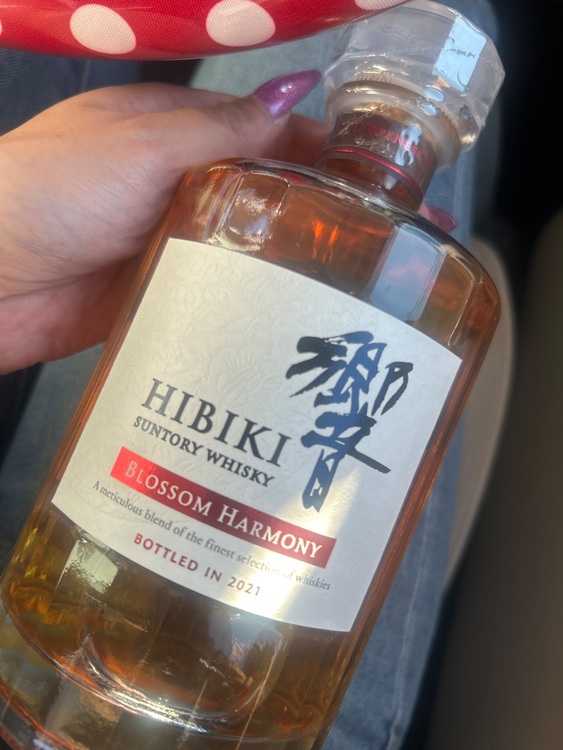 響
HIBIKI
SUNTORY WHISKY
BLOSSOM HARMONY
A meticulous blend of the finest selection of whiskies
BOTTLED IN 2021